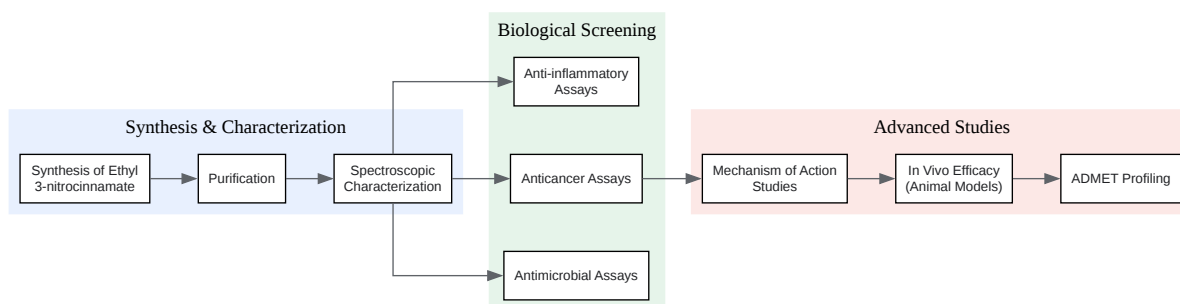 Biological Screening
Anti-inflammatory
Assays
Synthesis & Characterization
Advanced Studies
Synthesis of Ethyl
3-nitrocinnamate
Purification
Spectroscopic
Characterization
Anticancer Assays
Mechanism of Action
Studies
In Vivo Efficacy
(Animal Models)
ADMET Profiling
Antimicrobial Assays